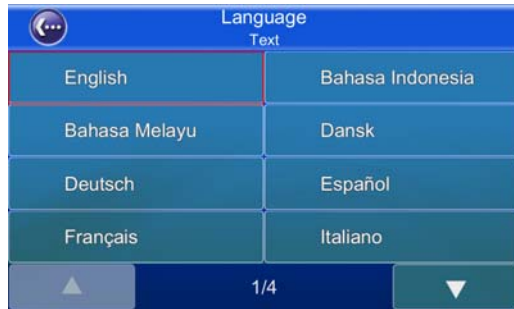 Language
Text
English
Bahasa Indonesia
Bahasa Melayu
Dansk
Deutsch
Español
Français
Italiano
1/4